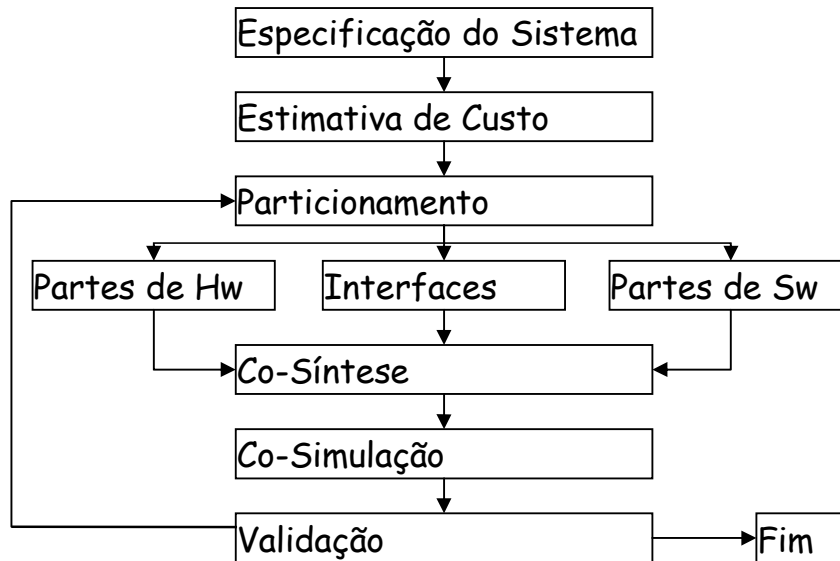 Especificação do Sistema
Estimativa de Custo
Particionamento
Partes de Hw
Interfaces
Partes de Sw
Co-Síntese
Co-Simulação
Validação
Fim